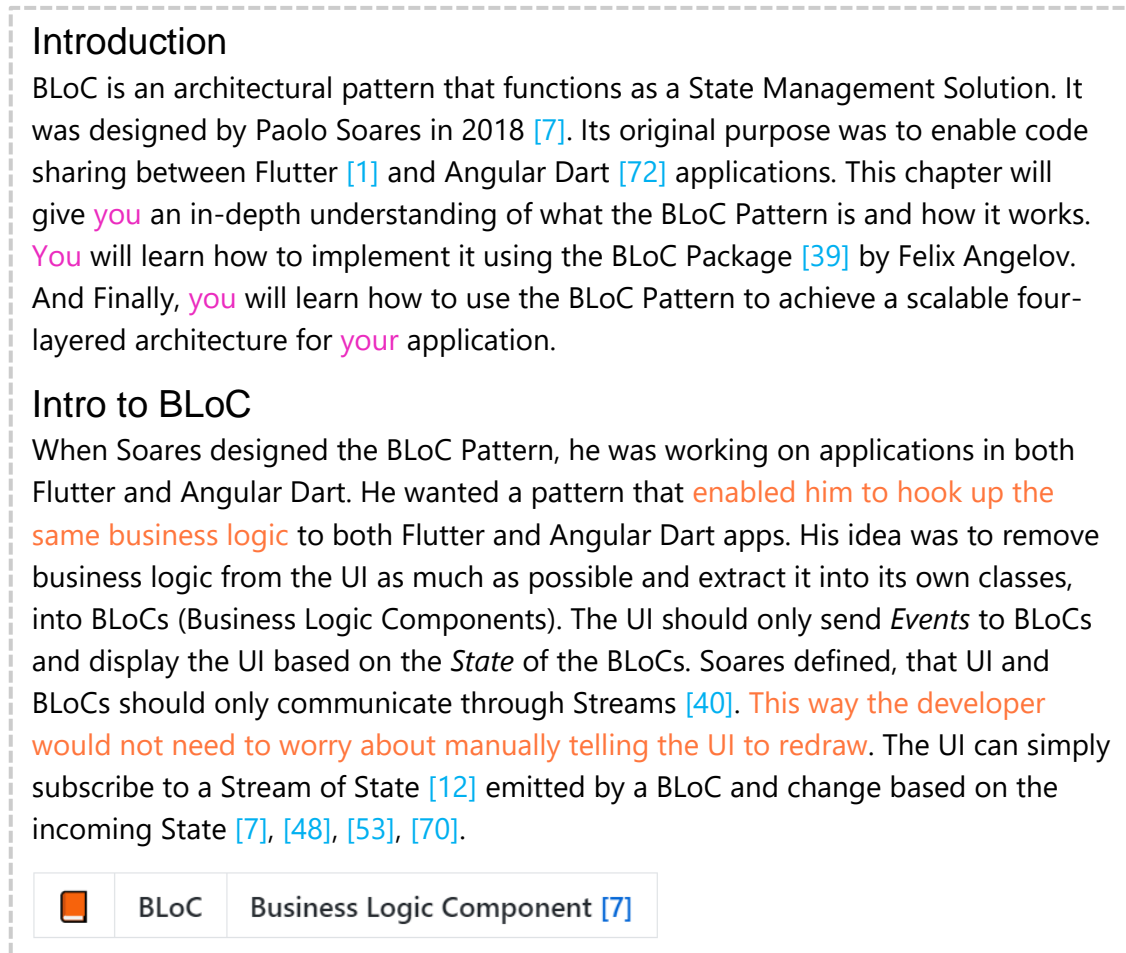 Introduction
BLoC is an architectural pattern that functions as a State Management Solution. It
was designed by Paolo Soares in 2018 [7]. Its original purpose was to enable code
sharing between Flutter [1] and Angular Dart [72] applications. This chapter will
give you an in-depth understanding of what the BLoC Pattern is and how it works.
You will learn how to implement it using the BLoC Package [39] by Felix Angelov.
And Finally, you will learn how to use the BLoC Pattern to achieve a scalable four-
layered architecture for your application.
Intro to BLoC
When Soares designed the BLoC Pattern, he was working on applications in both
Flutter and Angular Dart. He wanted a pattern that enabled him to hook up the
same business logic to both Flutter and Angular Dart apps. His idea was to remove
business logic from the UI as much as possible and extract it into its own classes,
into BLoCs (Business Logic Components). The UI should only send Events to BLoCs
and display the UI based on the State of the BLoCs. Soares defined, that UI and
BLoCs should only communicate through Streams [40]. This way the developer
would not need to worry about manually telling the UI to redraw. The UI can simply
subscribe to a Stream of State [12] emitted by a BLoC and change based on the
incoming State [7], [48], [53], [70].
BLoC Business Logic Component [7]